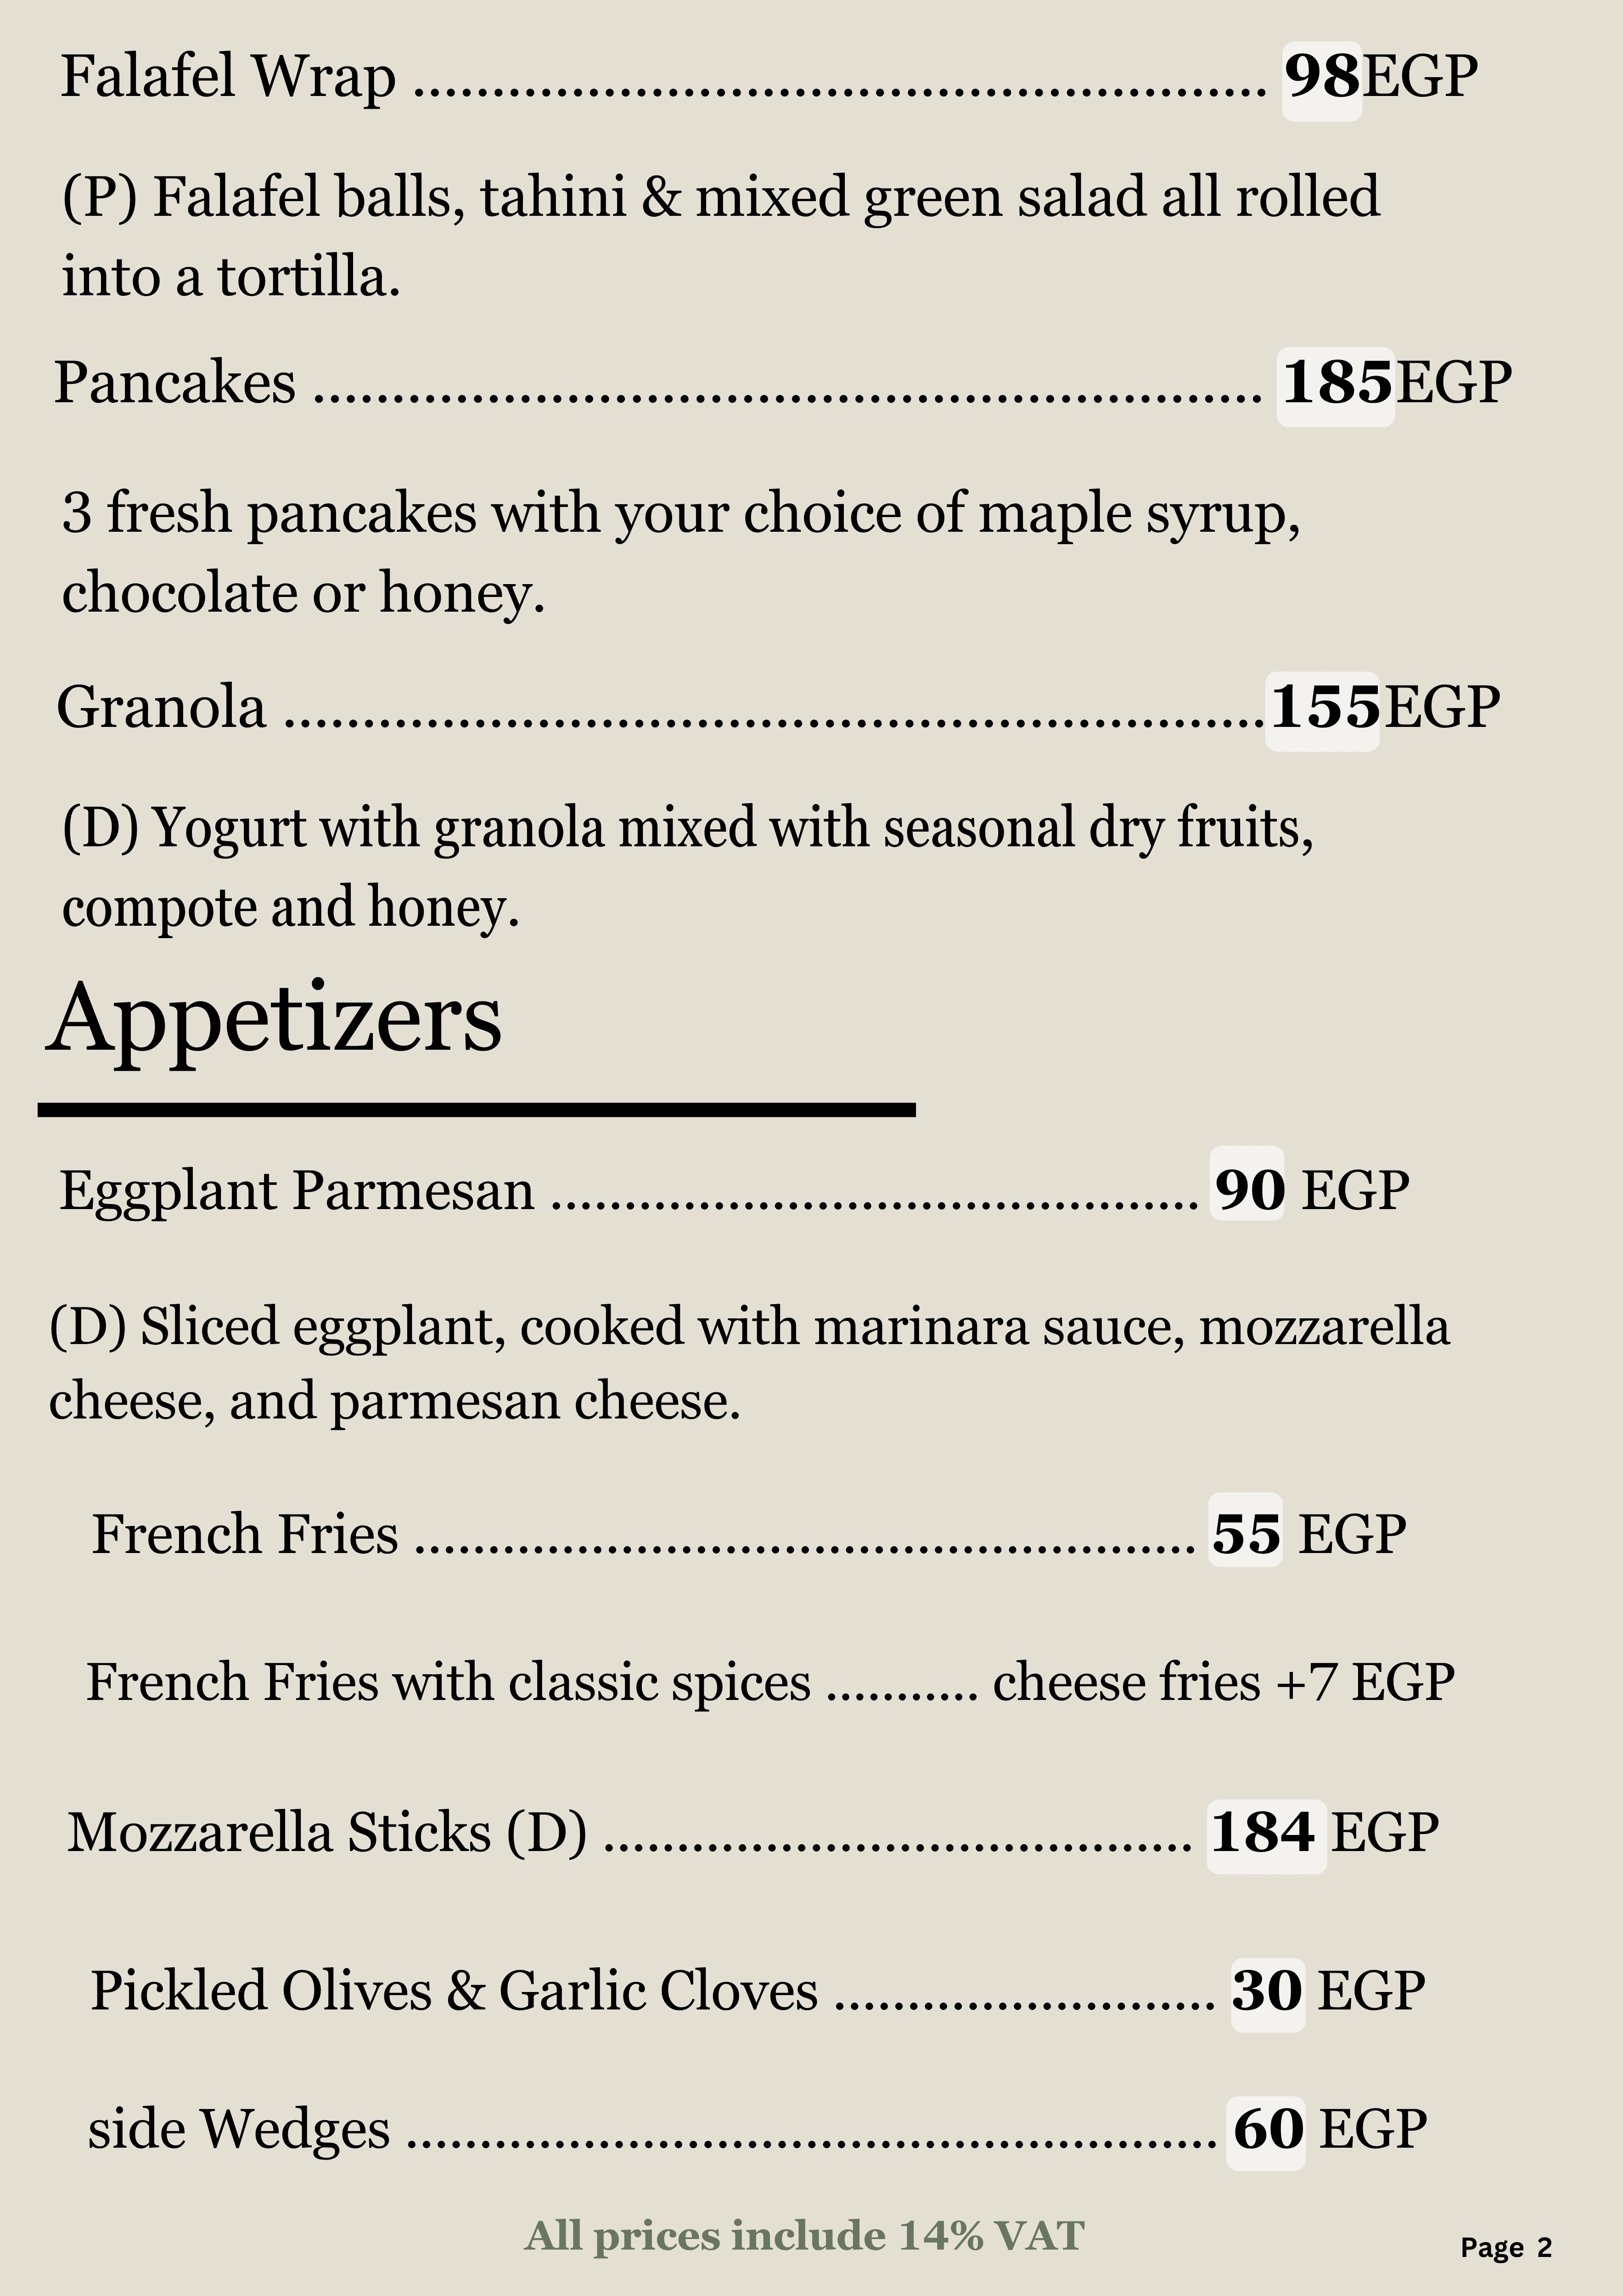 Falafel Wrap ...................................................... 98EGP
(P) Falafel balls, tahini & mixed green salad all rolled
into a tortilla.
Pancakes ............................................................ 185EGP
3 fresh pancakes with your choice of maple syrup,
chocolate or honey.
Granola ..............................................................155EGP
(D) Yogurt with granola mixed with seasonal dry fruits,
compote and honey.
Appetizers
Eggplant Parmesan ............................................ 90 EGP
(D) Sliced eggplant, cooked with marinara sauce, mozzarella
cheese, and parmesan cheese.
French Fries ..................................................... 55 EGP
French Fries with classic spices ........... cheese fries +7 EGP
Mozzarella Sticks (D) ........................................ 184 EGP
Pickled Olives & Garlic Cloves .......................... 30 EGP
side Wedges ....................................................... 60 EGP
All prices include 14% VAT
Page 2